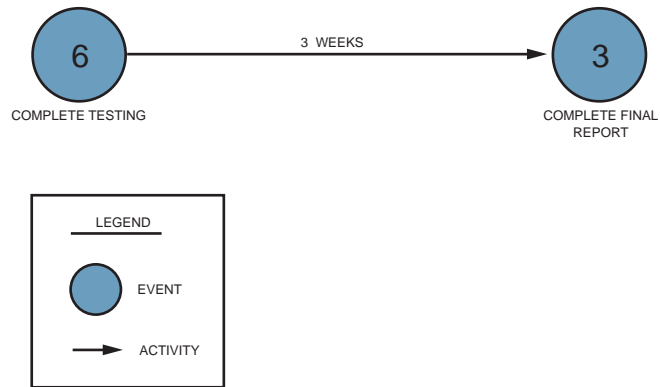 6
3 WEEKS
3
COMPLETE TESTING
COMPLETE FINAL
REPORT
LEGEND
EVENT
ACTIVITY